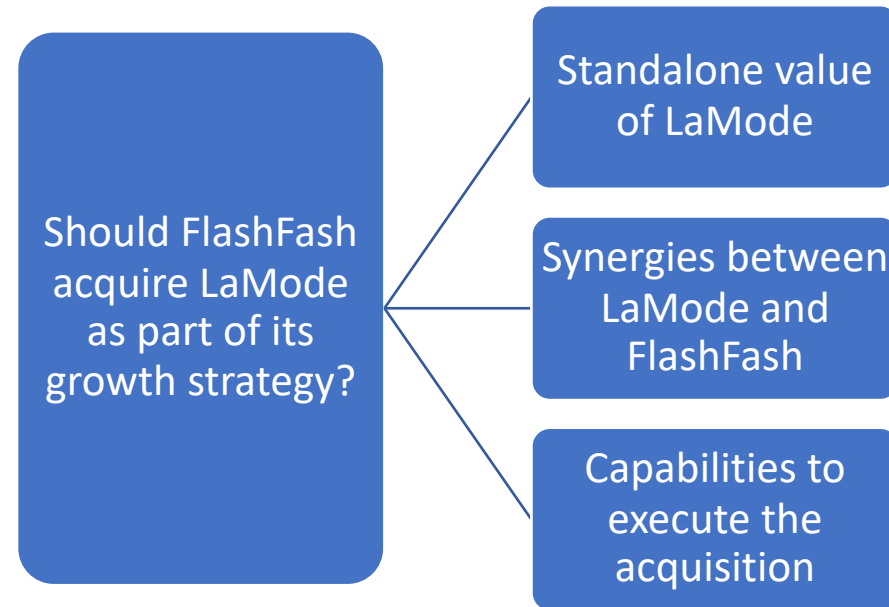 Should FlashFash
acquire LaMode
as part of its
growth strategy?
Standalone value
of LaMode
Synergies between
LaMode and
FlashFash
Capabilities to
execute the
acquisition